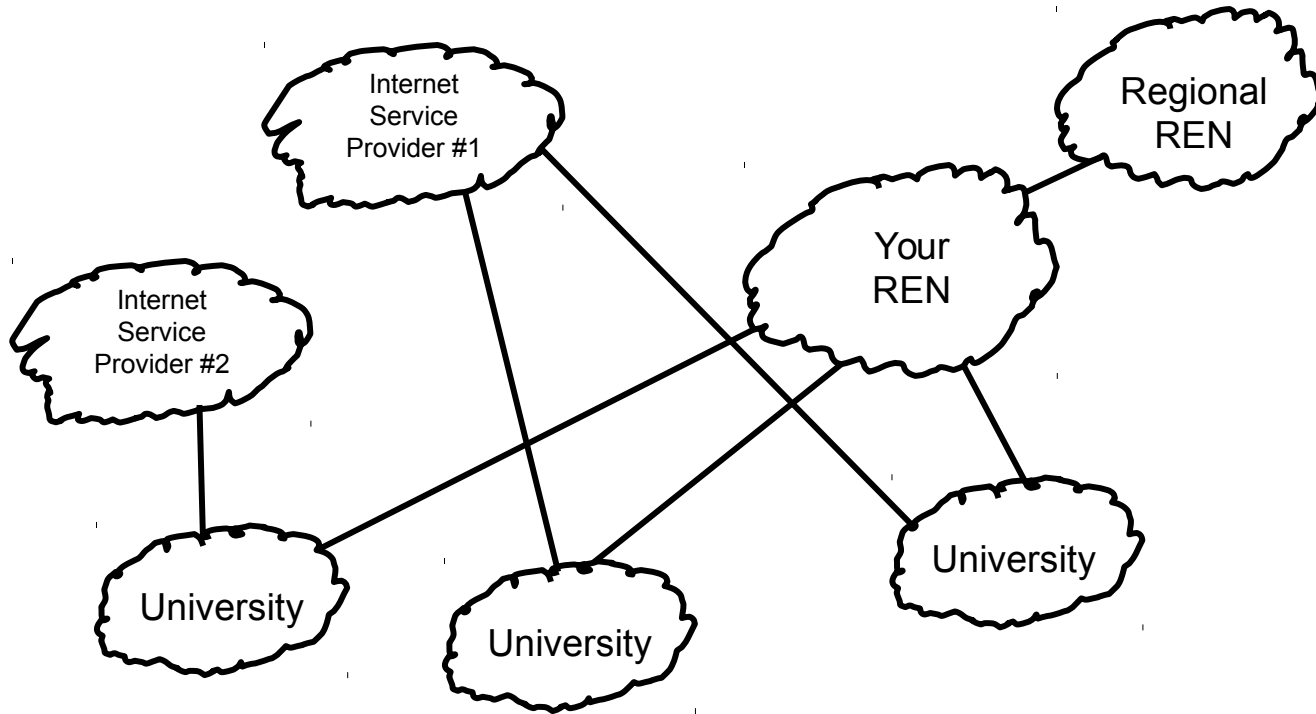 Internet
Service
Provider #1
Regional
REN
Your
REN
Internet
Service
Provider #2
University
University
University